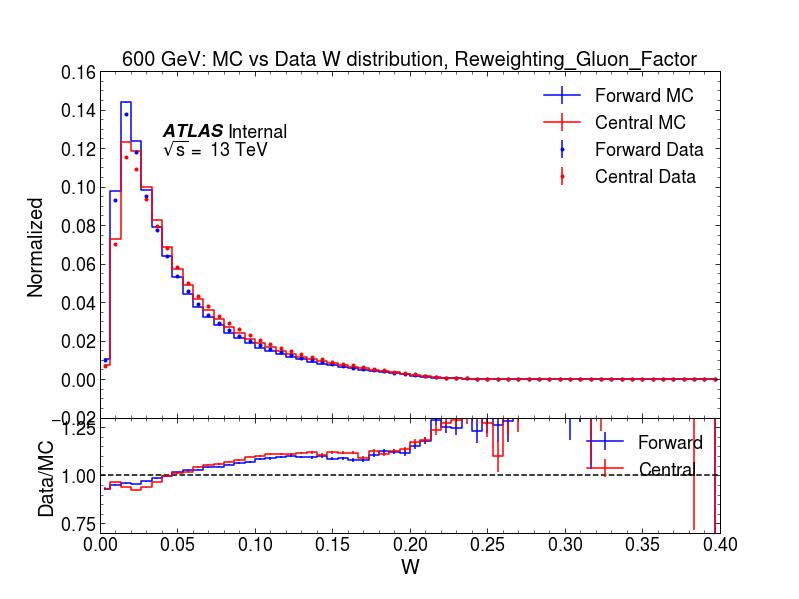 600 GeV: MC vs Data W distribution, Reweighting_Gluon_Factor
0.16
0.14
0.12
0.10
0.08
0.06
0.04
0.02
0.00
−0.02
Normalized
ATLAS Internal
√s = 13 TeV
Forward MC
Central MC
Forward Data
Central Data
1.25
1.00
0.75
Data/MC
Forward
Central
0.00 0.05 0.10 0.15 0.20 0.25 0.30 0.35 0.40
W